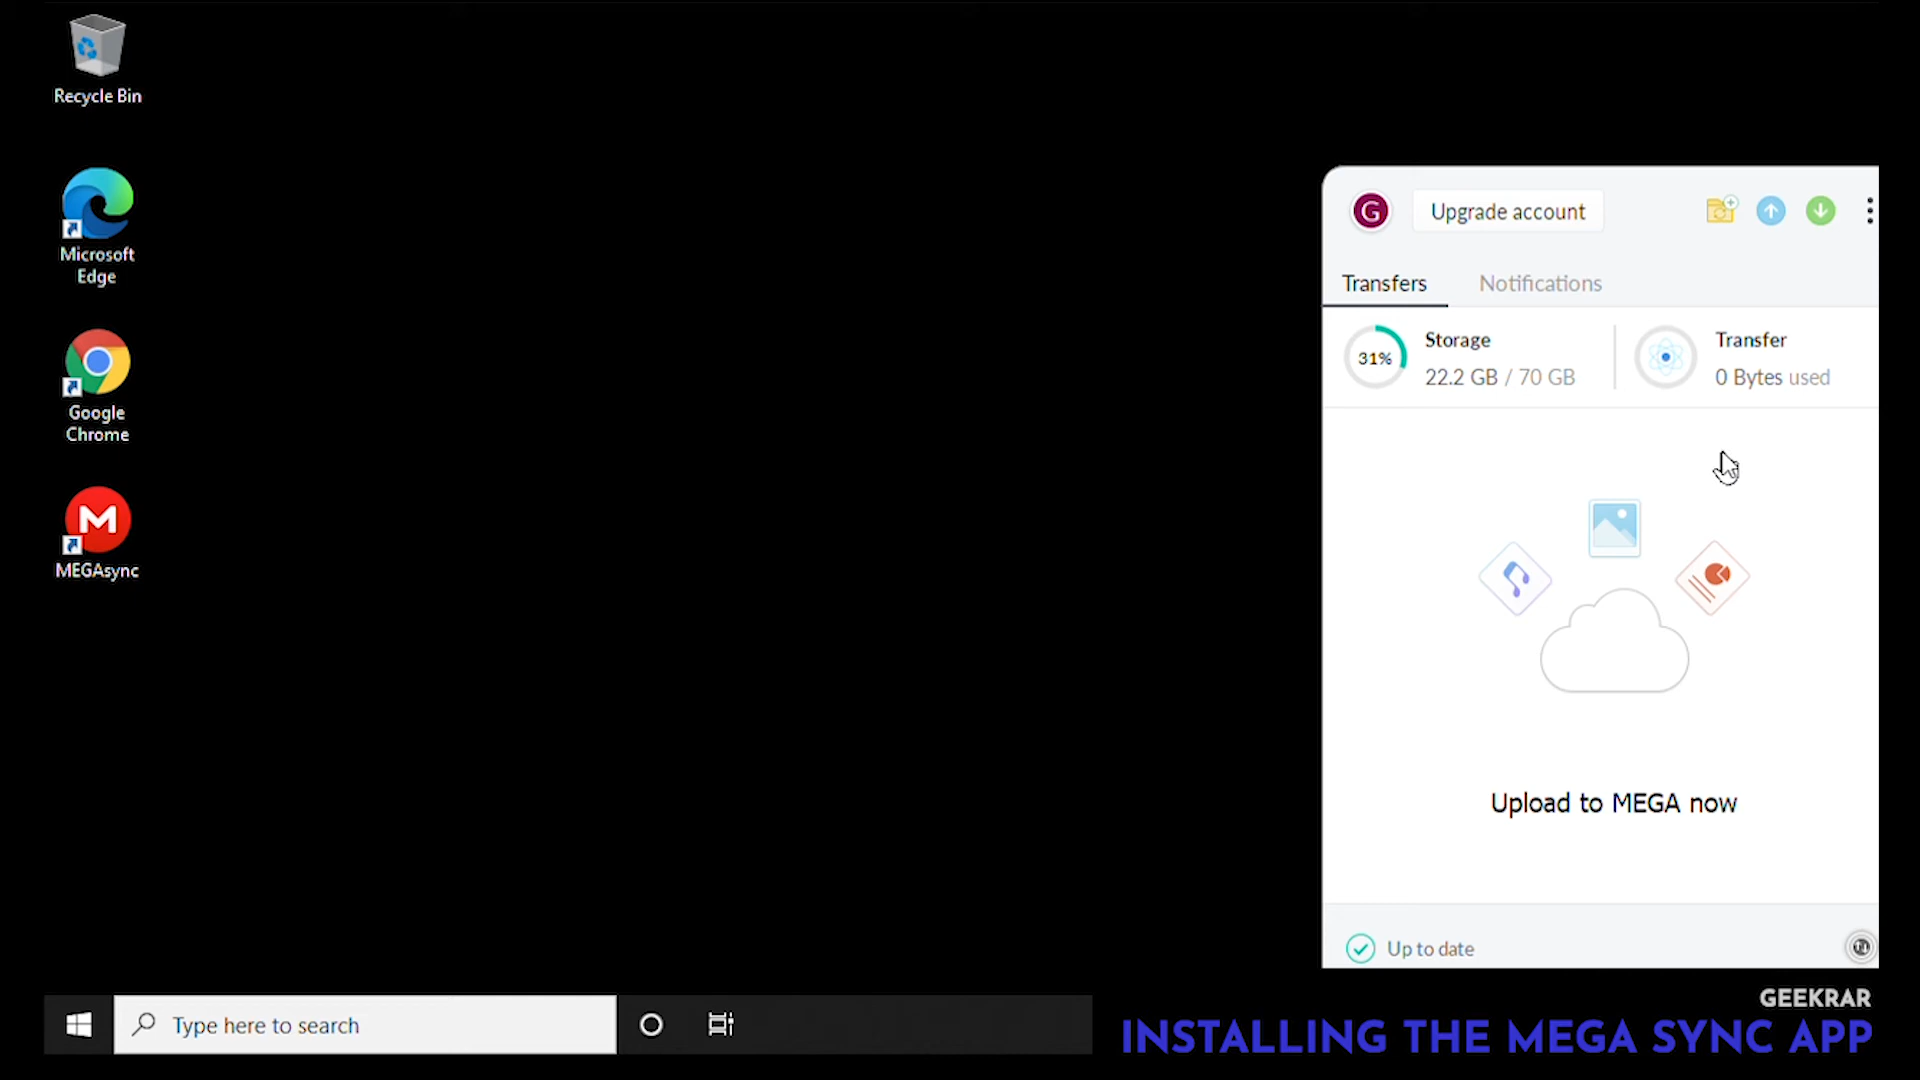 Recycle Bin
Microsoft
Edge
Google
Chrome
M
MEGAsync
G
Upgrade account
Transfers
Notifications
31%
Storage
22.2 GB / 70 GB
Transfer
0 Bytes used
Upload to MEGA now
Up to date
Type here to search
GEEKRAR
INSTALLING THE MEGA SYNC APP